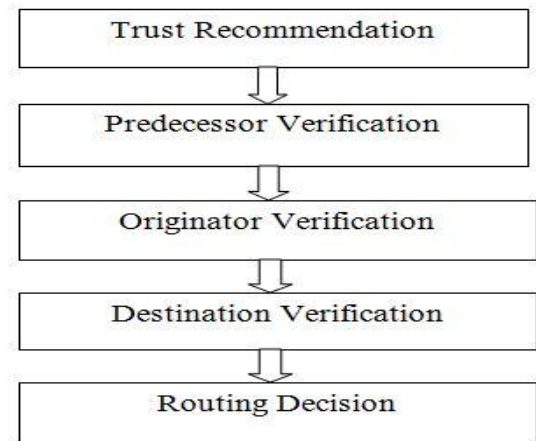 Trust Recommendation
Predecessor Verification
Originator Verification
Destination Verification
Routing Decision